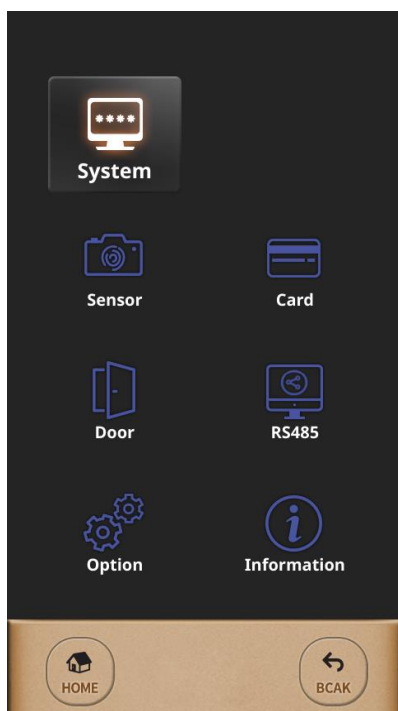 ****
System
Sensor
Card
Door
RS485
Option
Information
HOME
BCAK